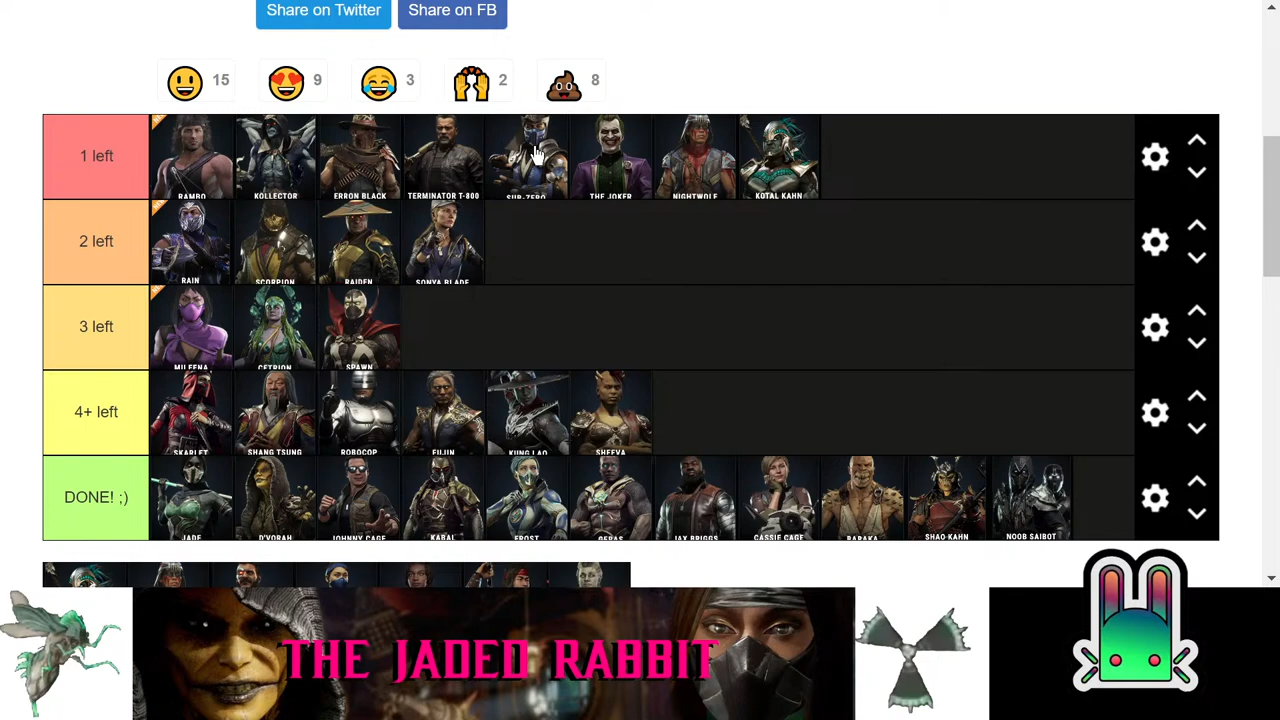 Share on Twitter Share on FB
15 9 3 2 8
1 left
RAMBO KOLLECTOR ERRON BLACK TERMINATOR T-800 SUB-ZERO THE JOKER NIGHTWOLF KOTAL KAHN
2 left
RAIN SCORPION RAIDEN SONYA BLADE
3 left
MILEENA CETRION SPAWN
4+ left
SKARLET SHANG TSUNG ROBOCOP FUJIN KUNG LAO SHEEVA
DONE! ;)
JADE D'VORAH JOHNNY CAGE KABAL FROST GERAS JAX BRIGGS CASSIE CAGE BARAKA SHAO KAHN NOOB SAIBOT
THE JADED RABBIT